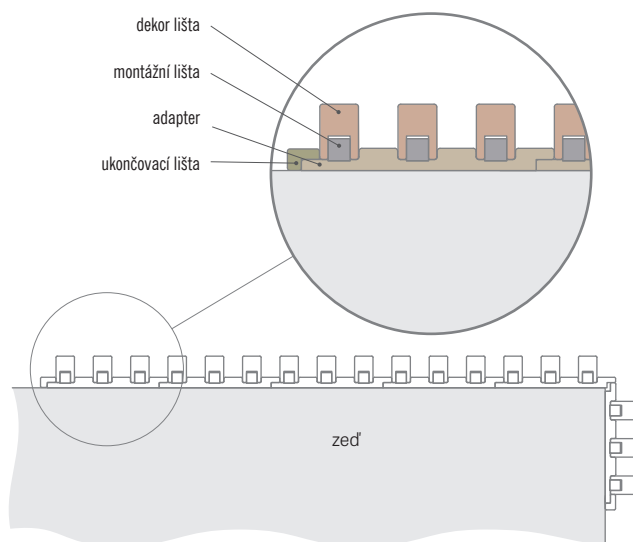 dekor lišta
montážní lišta
adapter
ukončovací lišta
zeď